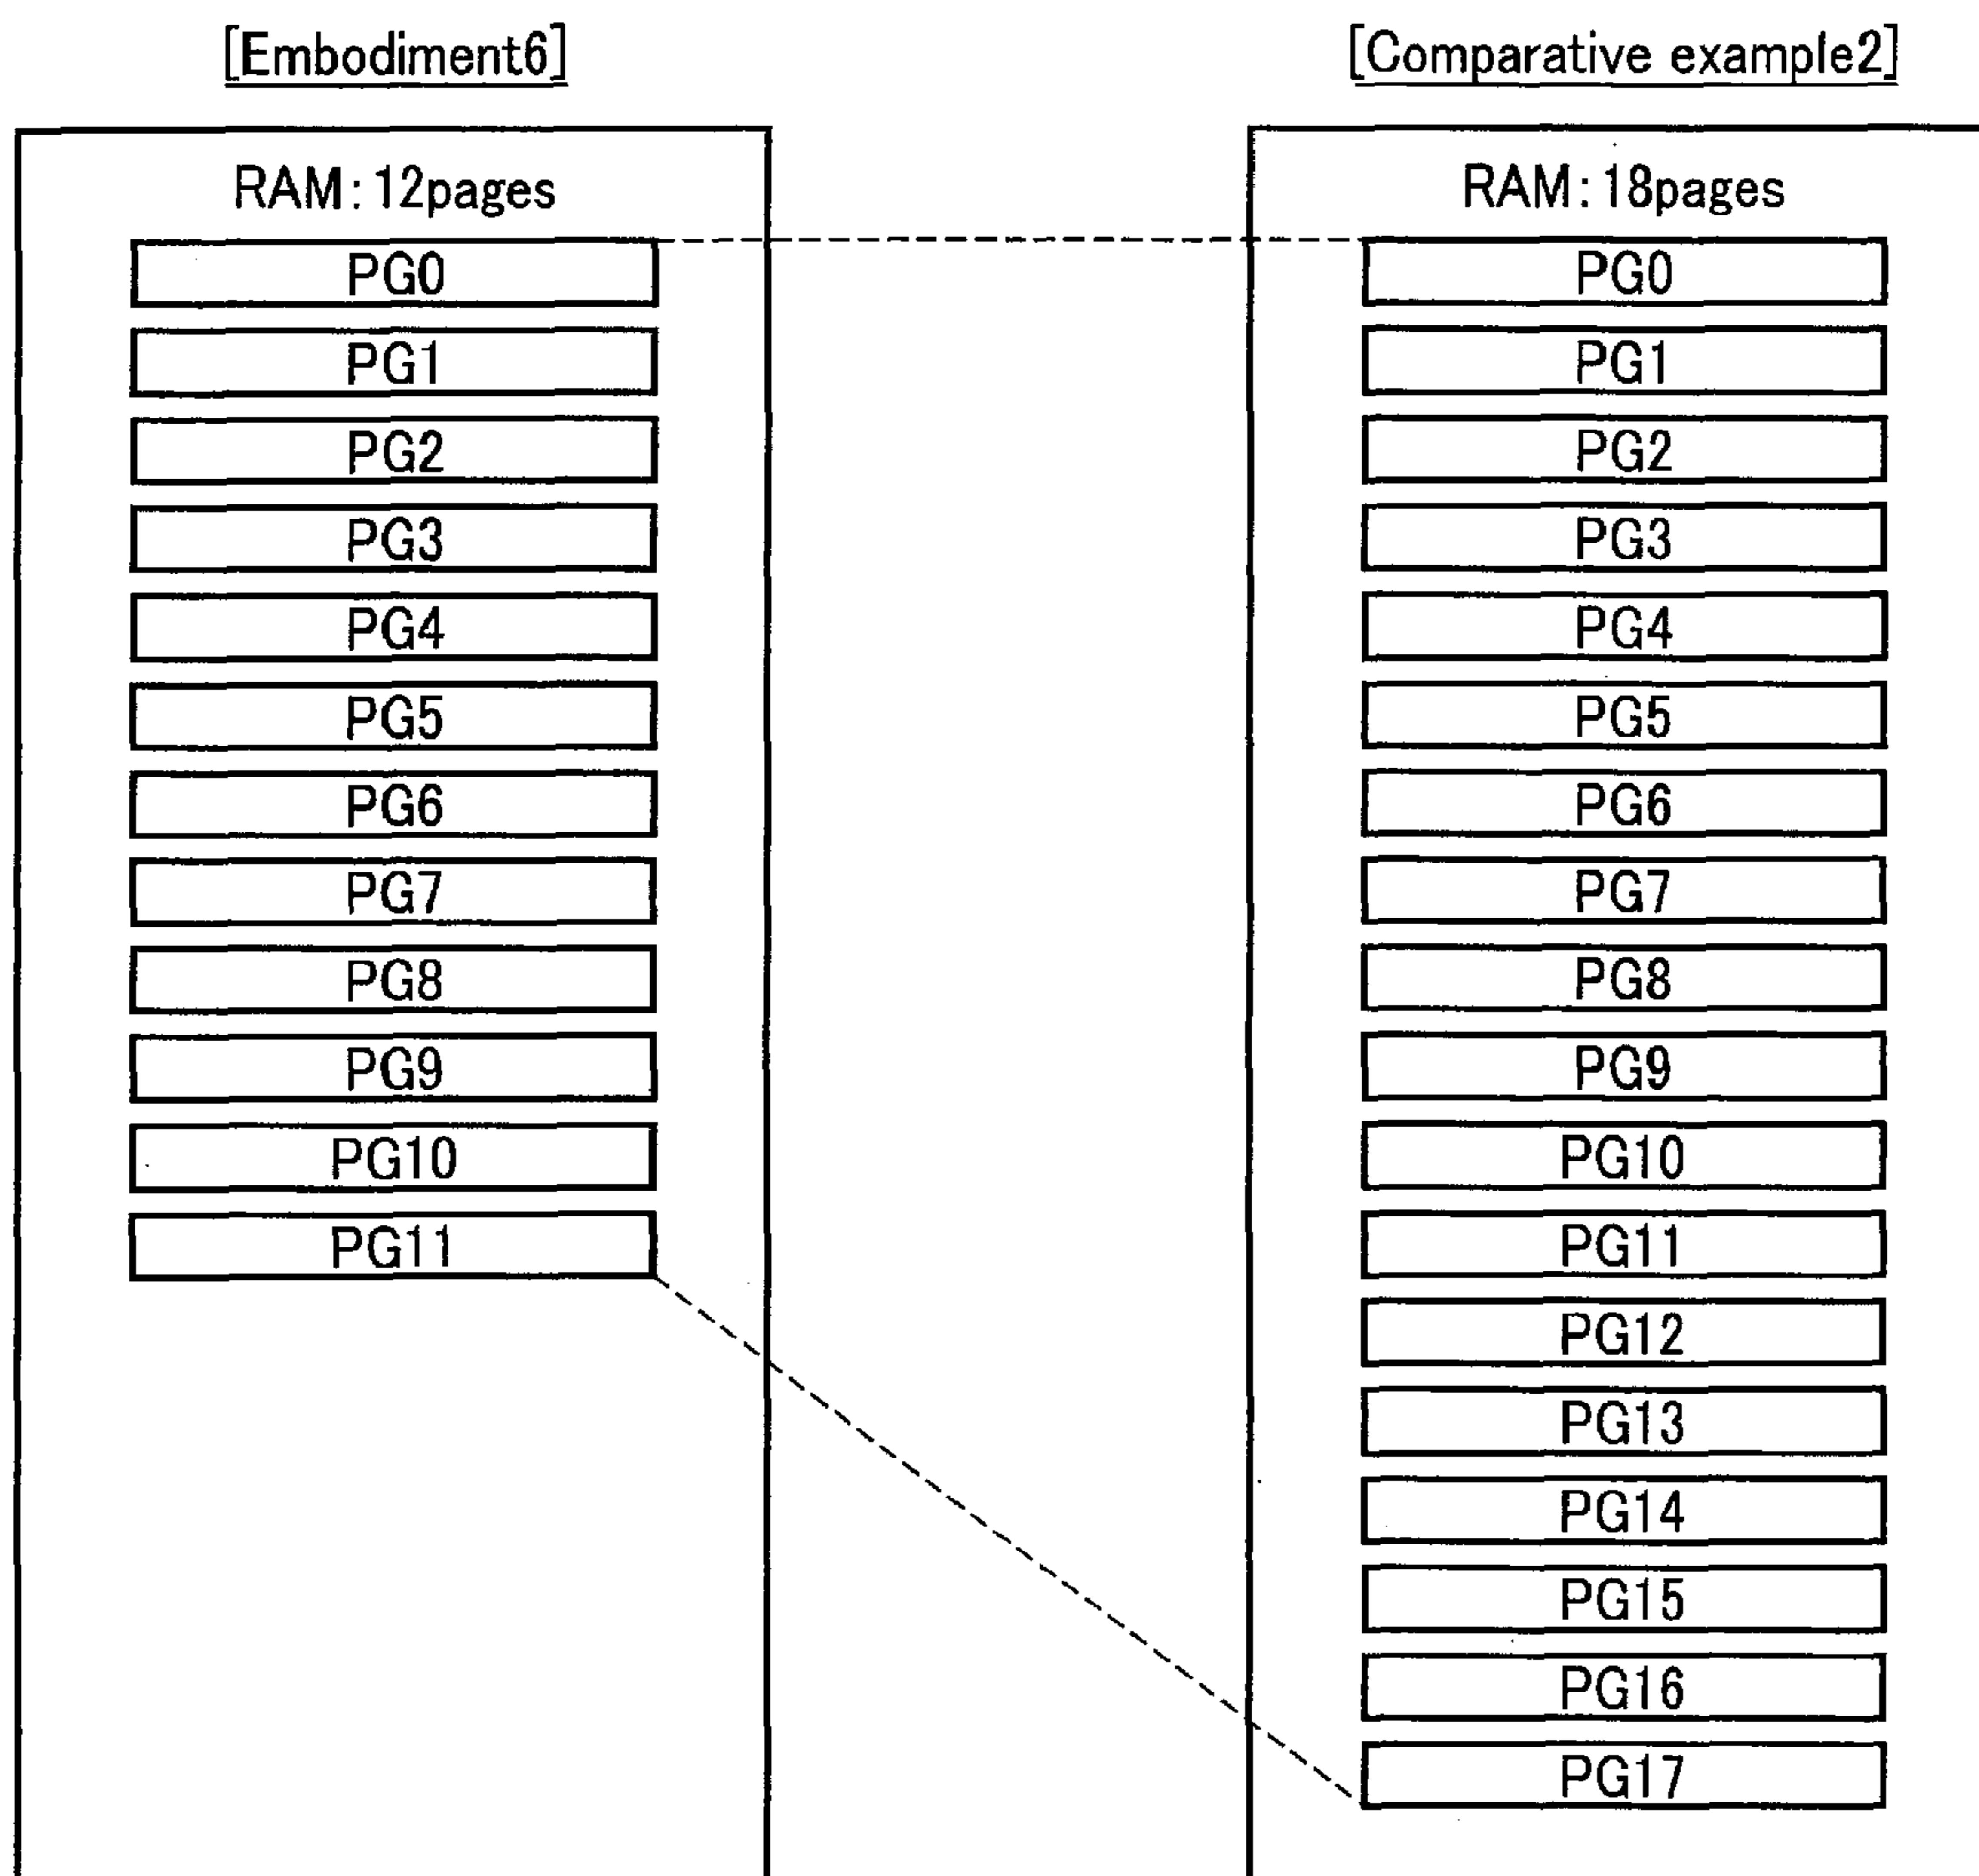 [Embodiment6]
RAM:12pages
PG0
PG1
PG2
PG3
PG4
PG5
PG6
PG7
PG8
PG9
PG10
PG11
[Comparative example2]
RAM:18pages
PG0
PG1
PG2
PG3
PG4
PG5
PG6
PG7
PG8
PG9
PG10
PG11
PG12
PG13
PG14
PG15
PG16
PG17